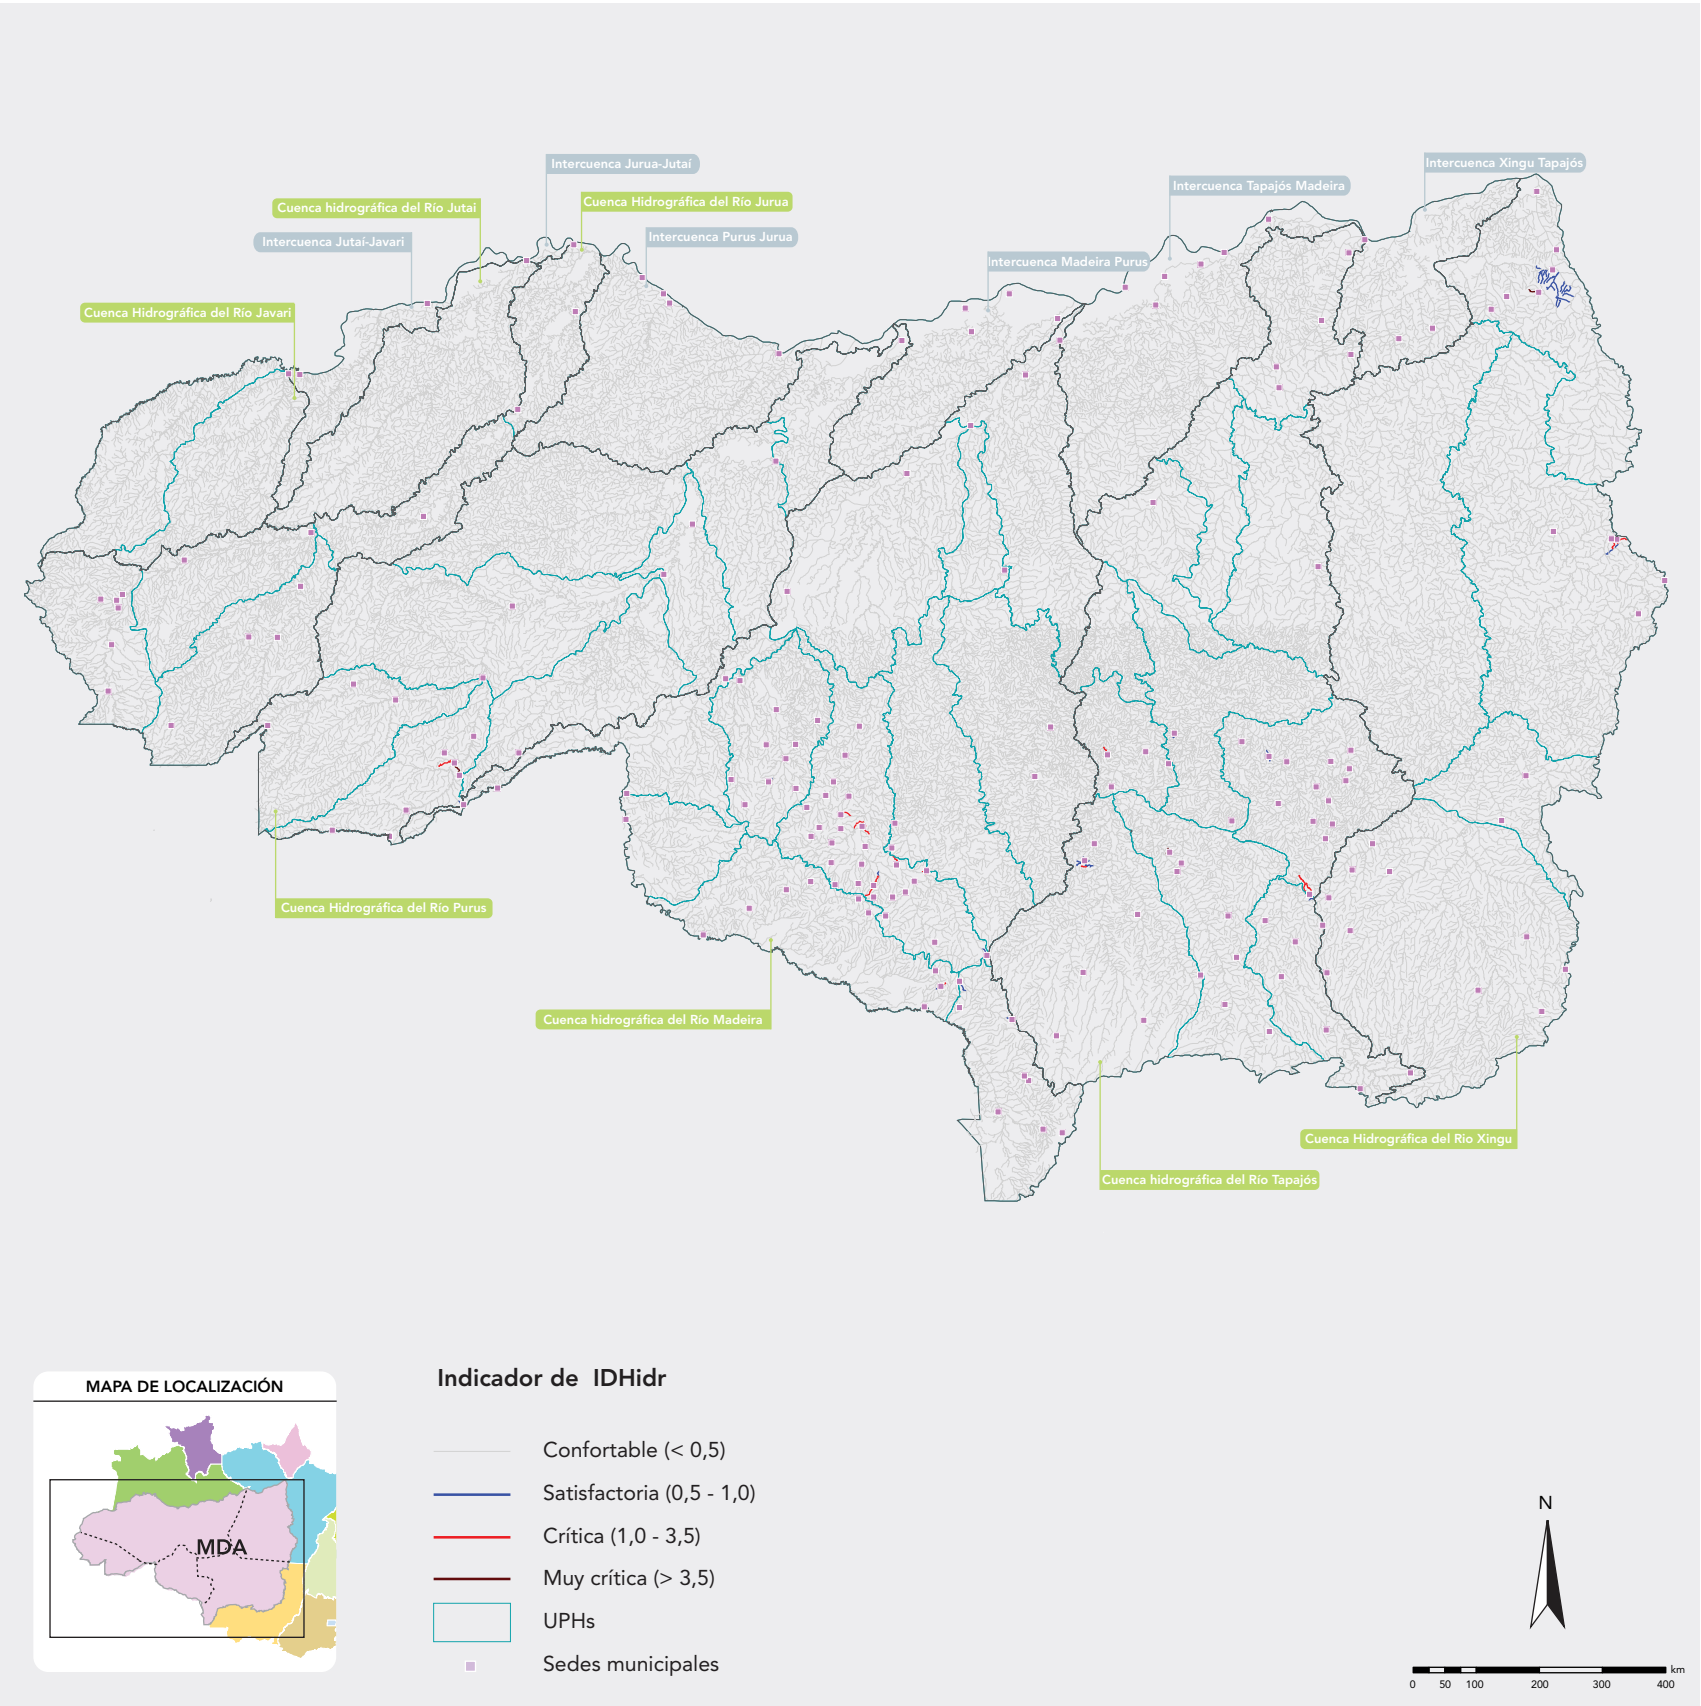 Intercuenca Xingu Tapajós
Intercuenca Jurua-Jutaí
Intercuenca Tapajós Madeira
Cuenca Hidrográfica del Río Jurua
Cuenca hidrográfica del Río Jutai
Intercuenca Purus Jurua
Intercuenca Jutaí-Javari
Intercuenca Madeira Purus
Cuenca Hidrográfica del Río Javari
Cuenca Hidrográfica del Río Purus
Cuenca hidrográfica del Río Madeira
Cuenca Hidrográfica del Rio Xingu
Cuenca hidrográfica del Río Tapajós
MAPA DE LOCALIZACIÓN
MDA
Indicador de IDHidr
Confortable (< 0,5)
Satisfactoria (0,5 - 1,0)
Crítica (1,0 - 3,5)
Muy crítica (> 3,5)
UPHs
Sedes municipales
N
km
0 50 100 200 300 400